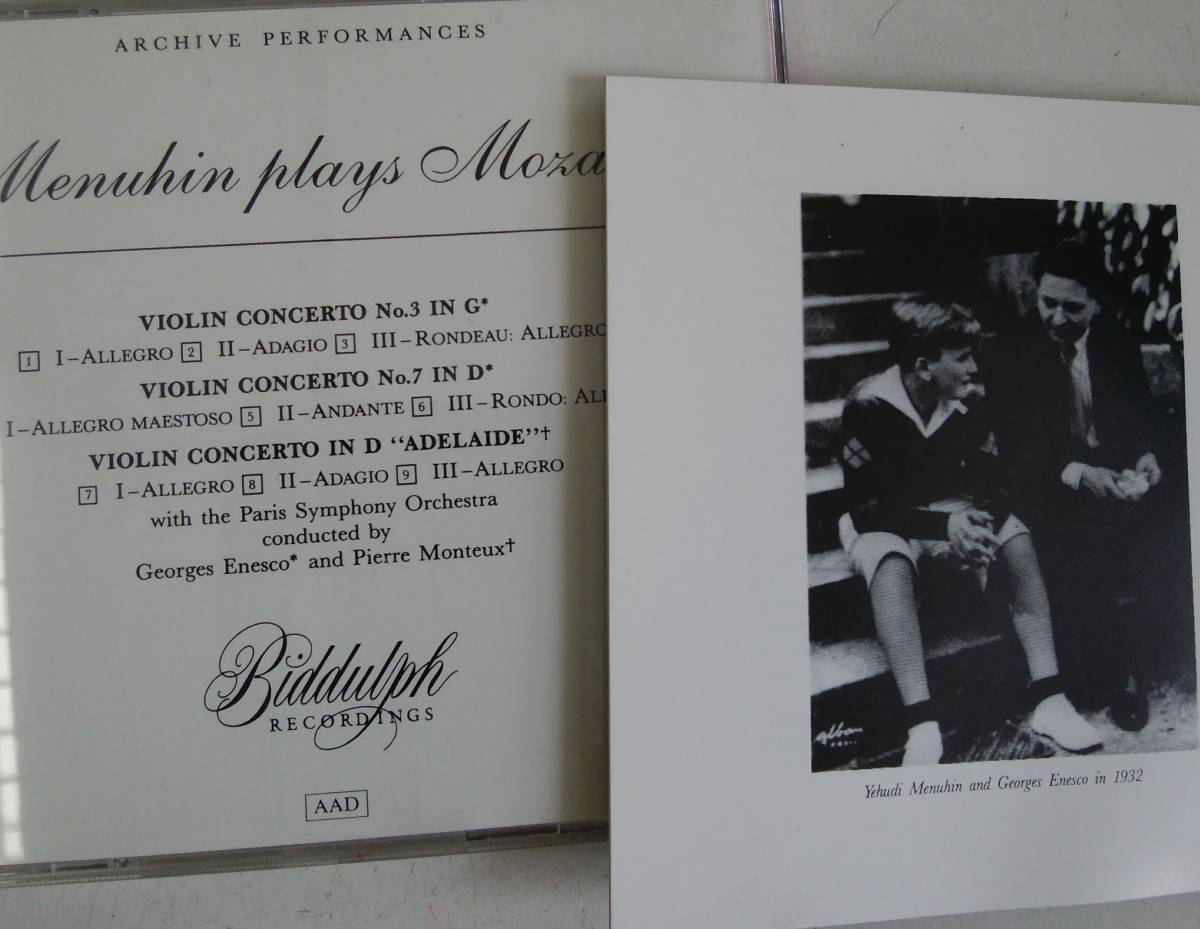 ARCHIVE PERFORMANCES
Menuhin plays Moza
VIOLIN CONCERTO No.3 IN G*
1 I–ALLEGRO 2 II–ADAGIO 3 III–RONDEAU: ALLEGRO
VIOLIN CONCERTO No.7 IN D*
I–ALLEGRO MAESTOSO 5 II–ANDANTE 6 III–RONDO: ALL
VIOLIN CONCERTO IN D “ADELAIDE”†
7 I–ALLEGRO 8 II–ADAGIO 9 III–ALLEGRO
with the Paris Symphony Orchestra
conducted by
Georges Enesco* and Pierre Monteux†
Biddulph
RECORDINGS
AAD
Yehudi Menuhin and Georges Enesco in 1932